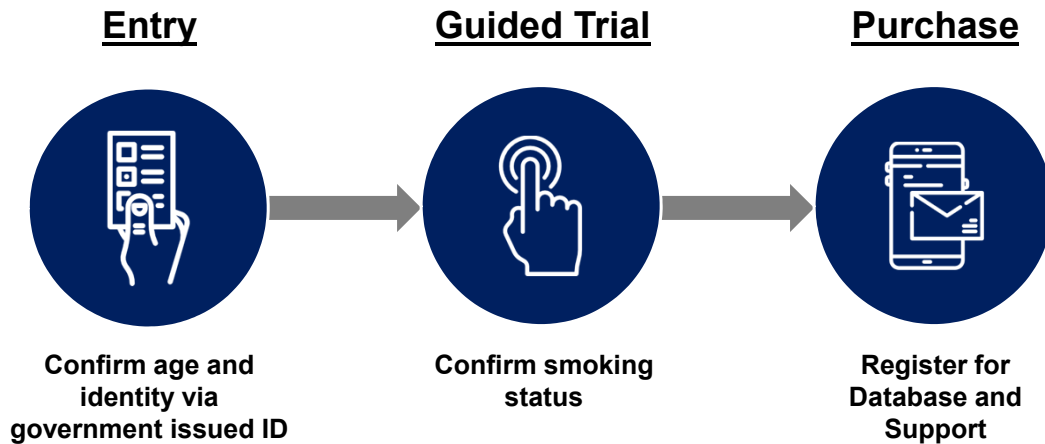 Entry
Guided Trial
Purchase
Confirm age and
identity via
government issued ID
Confirm smoking
status
Register for
Database and
Support